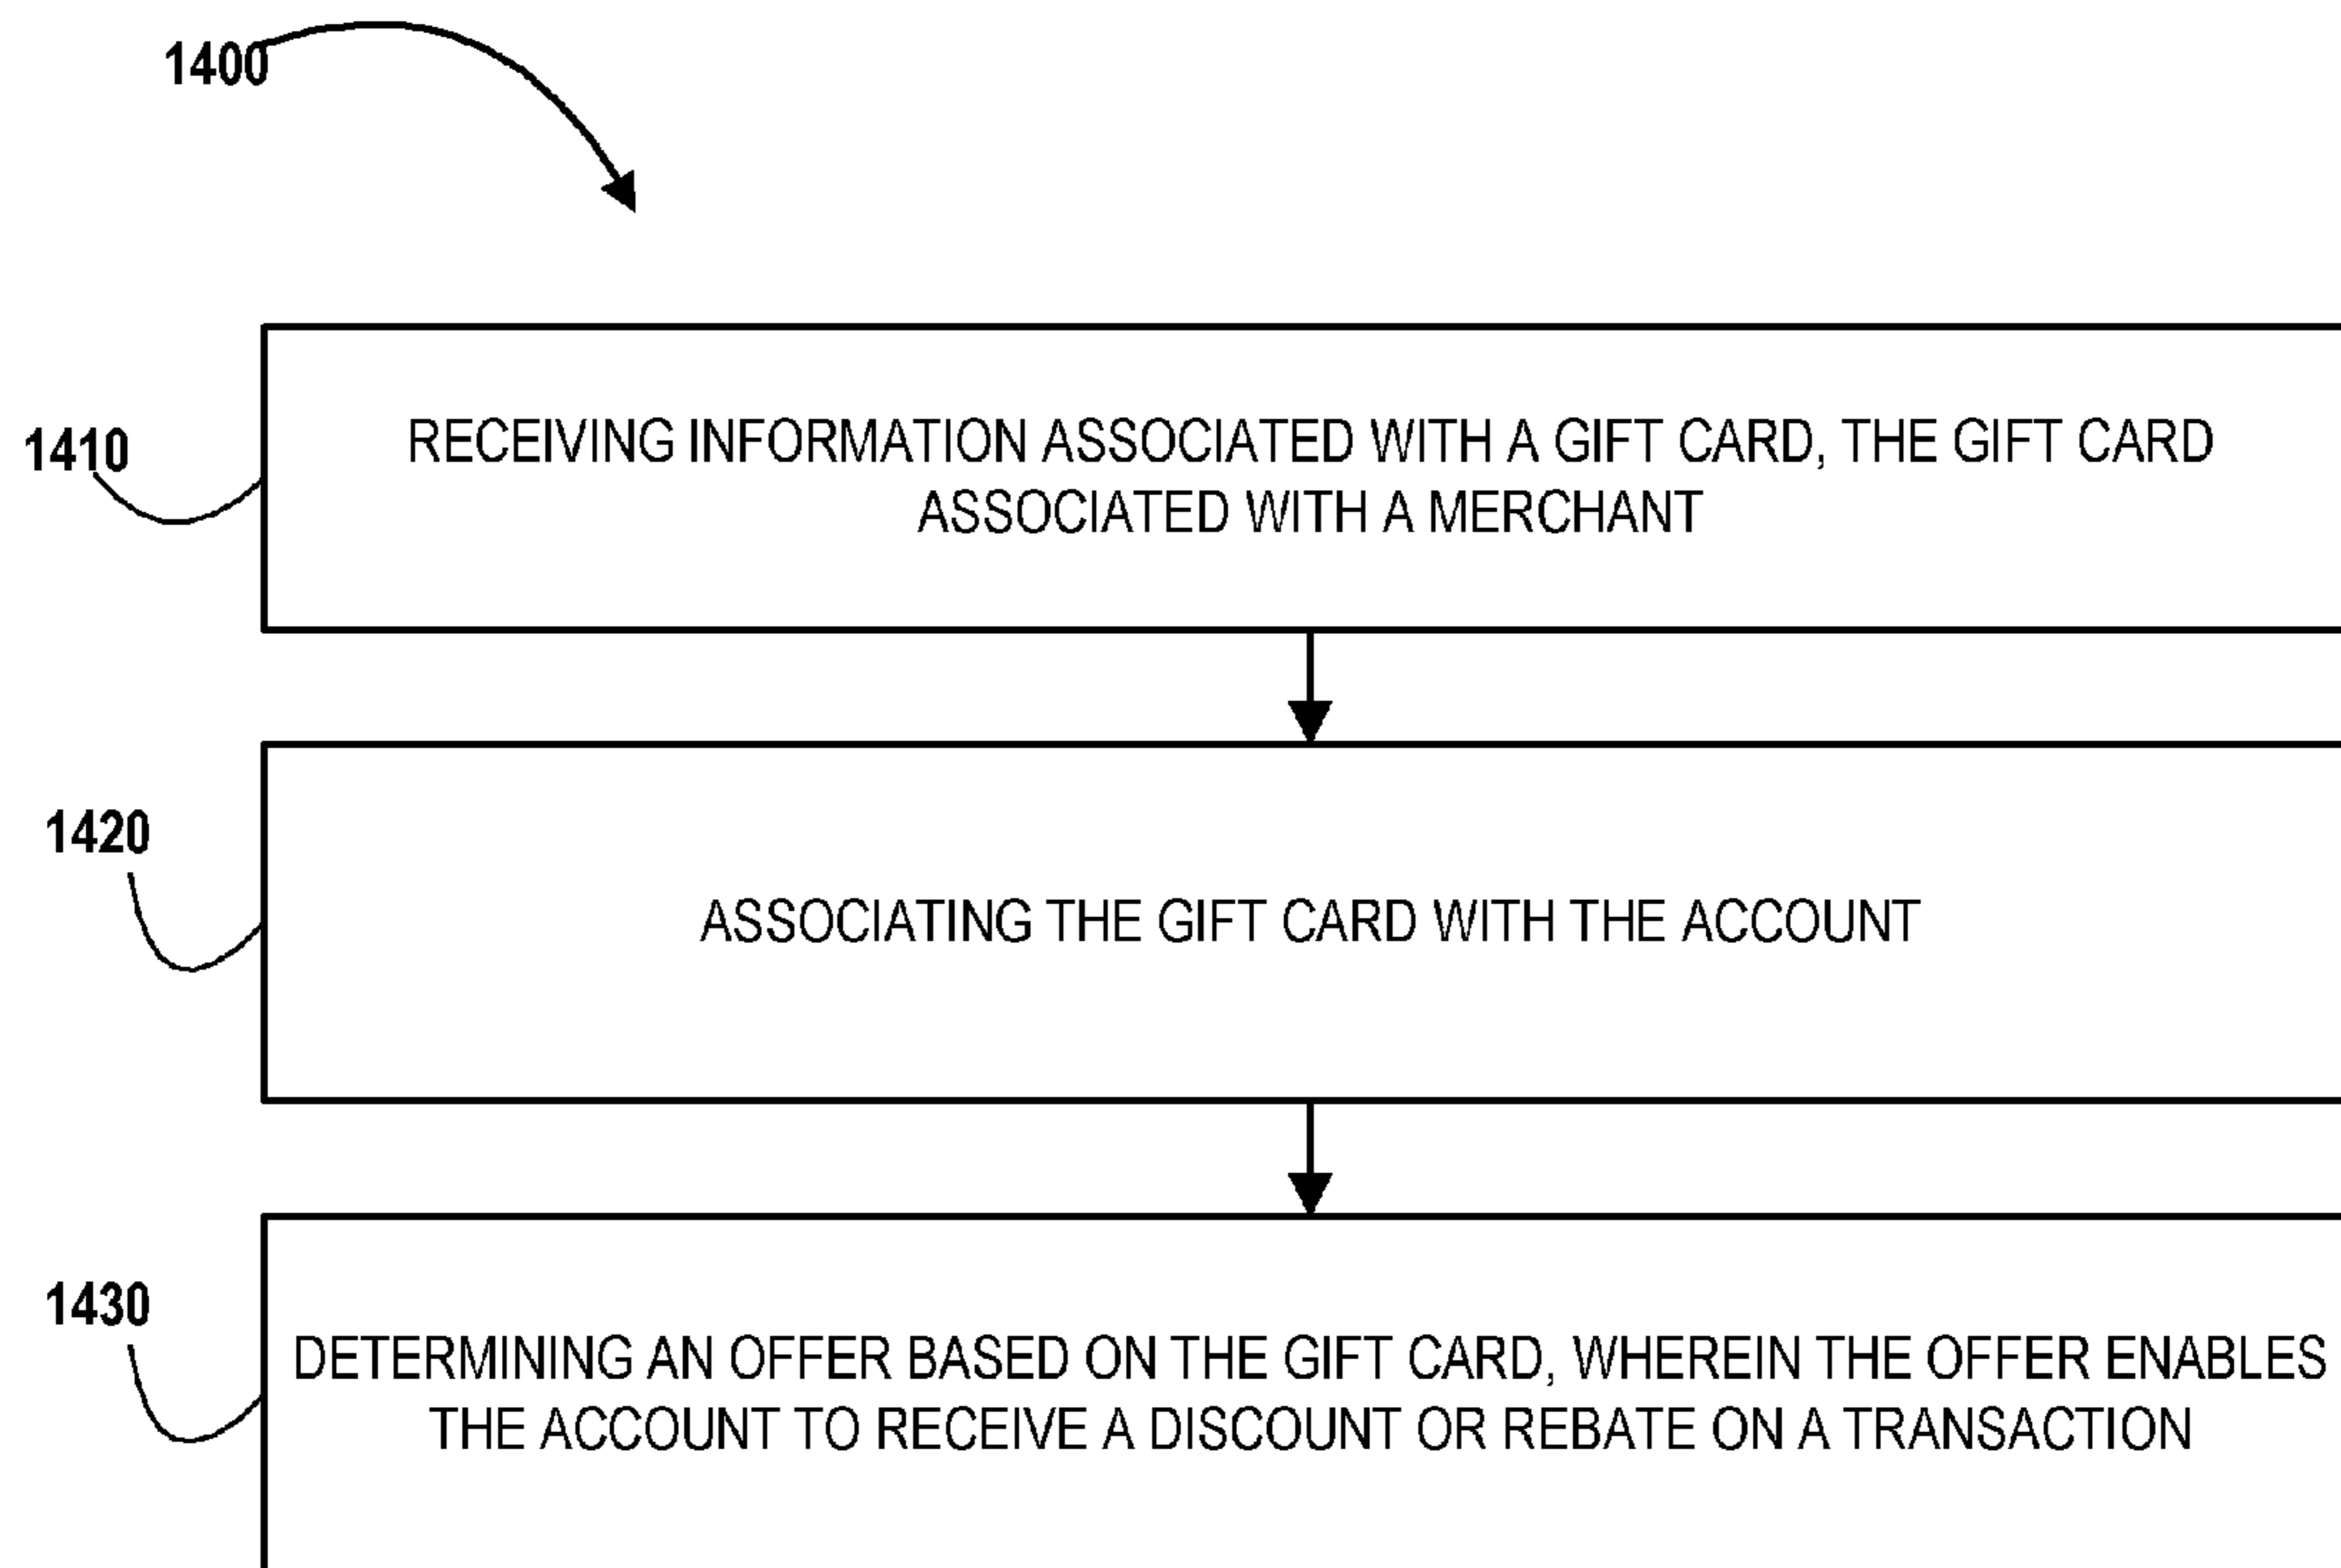 1400
1410
RECEIVING INFORMATION ASSOCIATED WITH A GIFT CARD, THE GIFT CARD
ASSOCIATED WITH A MERCHANT
1420
ASSOCIATING THE GIFT CARD WITH THE ACCOUNT
1430
DETERMINING AN OFFER BASED ON THE GIFT CARD, WHEREIN THE OFFER ENABLES
THE ACCOUNT TO RECEIVE A DISCOUNT OR REBATE ON A TRANSACTION